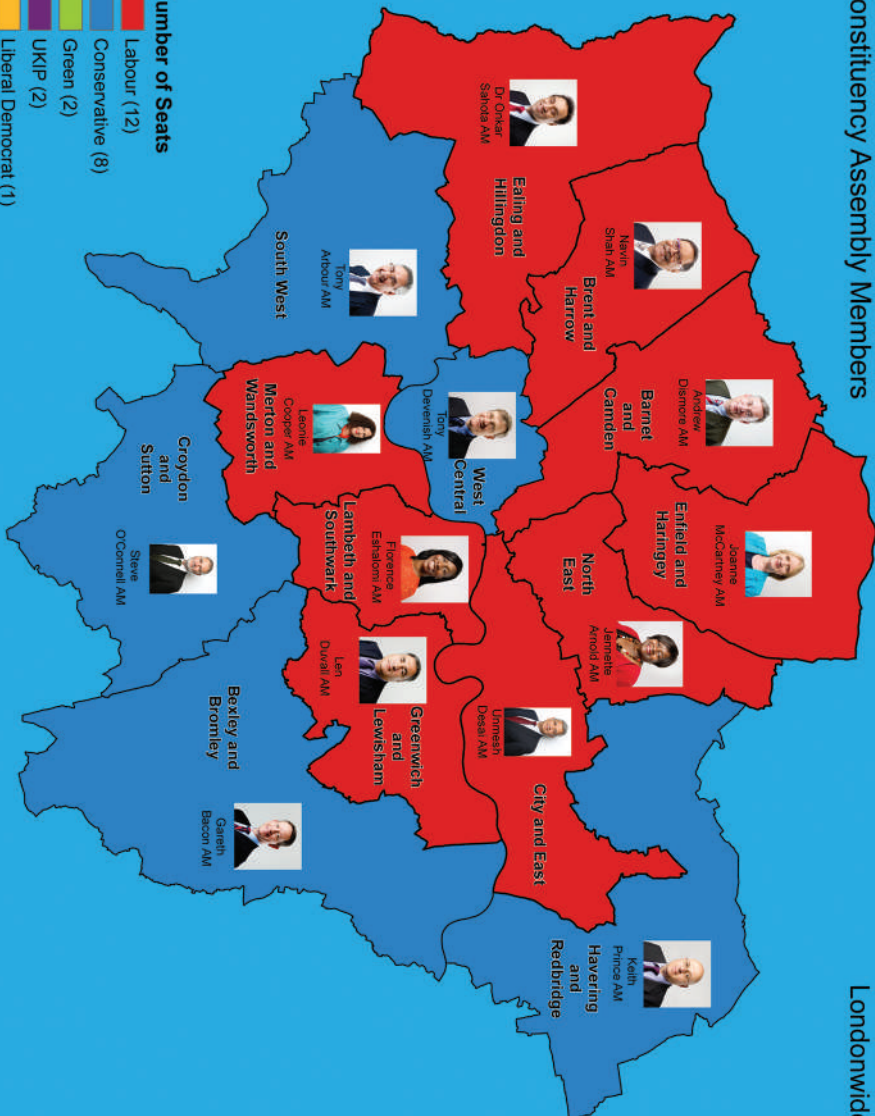 onstituency Assembly Members
Londonwide
Dr Onkar
Sahota AM
Ealing and
Hillingdon
Navin
Shah AM
Brent and
Harrow
Andrew
Dismore AM
Barnet
and
Camden
Joanne
McCartney AM
Enfield and
Haringey
North
East
Jennette
Arnold AM
Unmesh
Desai AM
City and East
Keith
Prince AM
Havering
and
Redbridge
Tony
Arbour AM
South West
Tony
Devenish AM
West
Central
Leonie
Cooper AM
Merton and
Wandsworth
Florence
Eshalomi AM
Lambeth and
Southwark
Len
Duvall AM
Greenwich
and
Lewisham
Croydon
and
Sutton
Steve
O'Connell AM
Bexley and
Bromley
Gareth
Bacon AM
umber of Seats
Labour (12)
Conservative (8)
Green (2)
UKIP (2)
Liberal Democrat (1)